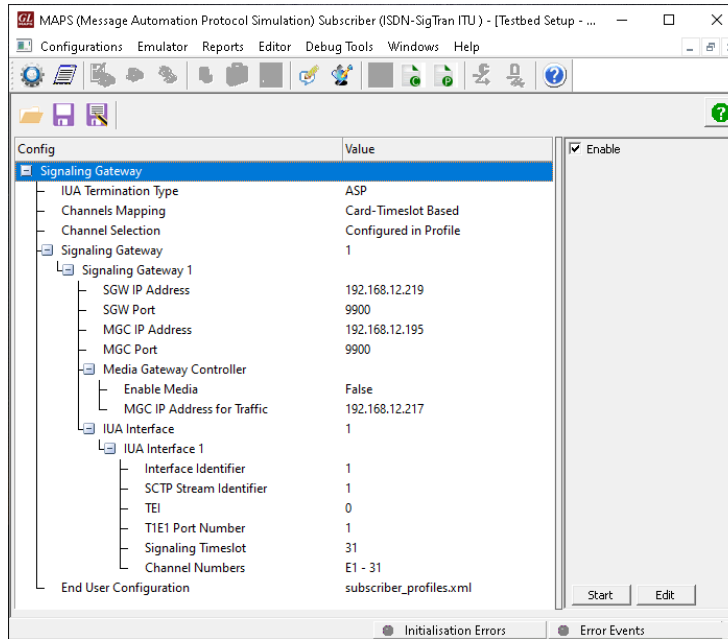 GL MAPS (Message Automation Protocol Simulation) Subscriber (ISDN-SigTran ITU ) - [Testbed Setup - ...
Configurations Emulator Reports Editor Debug Tools Windows Help
Config Value
Enable
Signaling Gateway
IUA Termination Type ASP
Channels Mapping Card-Timeslot Based
Channel Selection Configured in Profile
Signaling Gateway 1
Signaling Gateway 1
SGW IP Address 192.168.12.219
SGW Port 9900
MGC IP Address 192.168.12.195
MGC Port 9900
Media Gateway Controller
Enable Media False
MGC IP Address for Traffic 192.168.12.217
IUA Interface 1
IUA Interface 1
Interface Identifier 1
SCTP Stream Identifier 1
TEI 0
T1E1 Port Number 1
Signaling Timeslot 31
Channel Numbers E1 - 31
End User Configuration subscriber_profiles.xml
Start Edit
Initialisation Errors Error Events